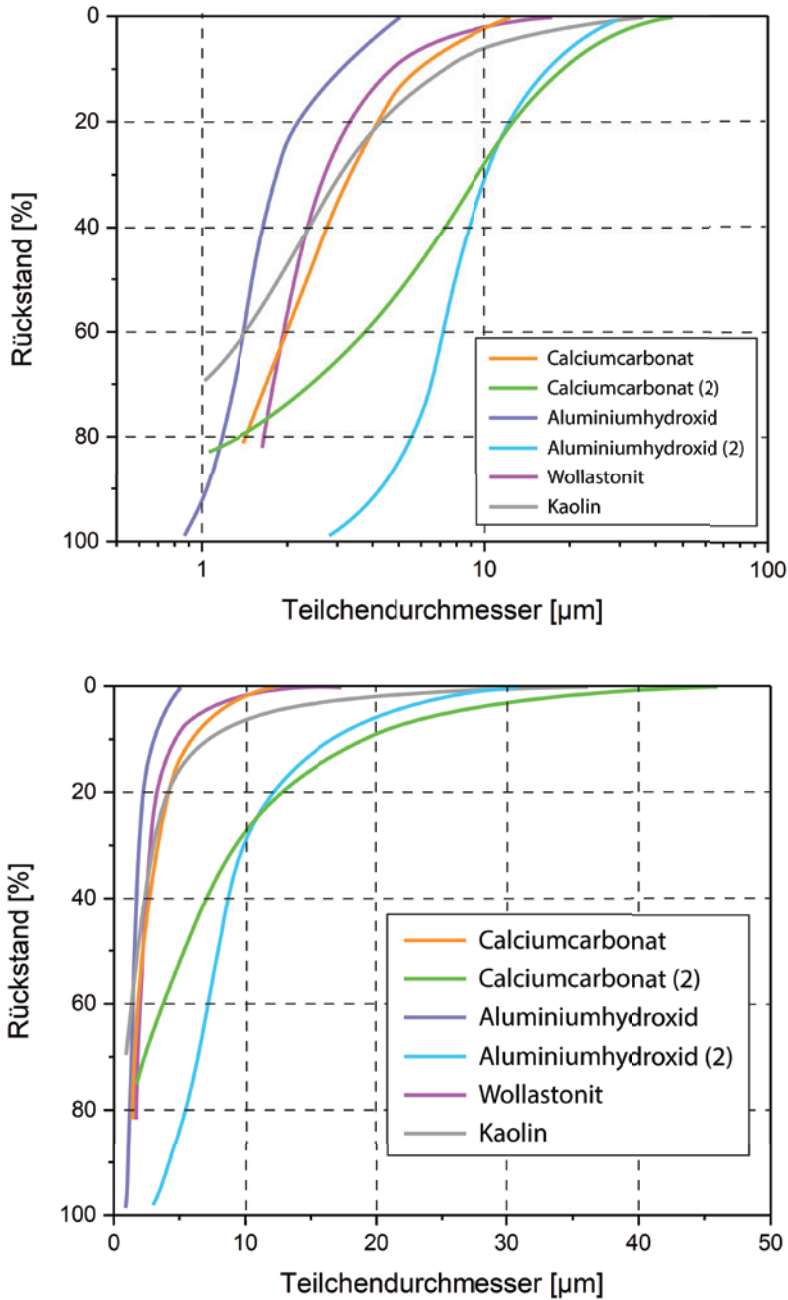 0
20
40
60
80
100
Rückstand [%]
Calciumcarbonat
Calciumcarbonat (2)
Aluminiumhydroxid
Aluminiumhydroxid (2)
Wollastonit
Kaolin
1
10
100
Teilchendurchmesser [µm]
0
20
40
60
80
100
Rückstand [%]
Calciumcarbonat
Calciumcarbonat (2)
Aluminiumhydroxid
Aluminiumhydroxid (2)
Wollastonit
Kaolin
0
10
20
30
40
50
Teilchendurchmesser [µm]